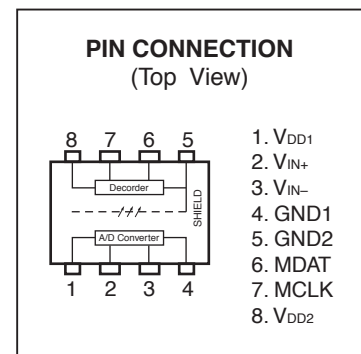 PIN CONNECTION
(Top View)
8 7 6 5
Decorder
SHIELD
A/D Converter
1 2 3 4
1. VDD1
2. VIN+
3. VIN–
4. GND1
5. GND2
6. MDAT
7. MCLK
8. VDD2